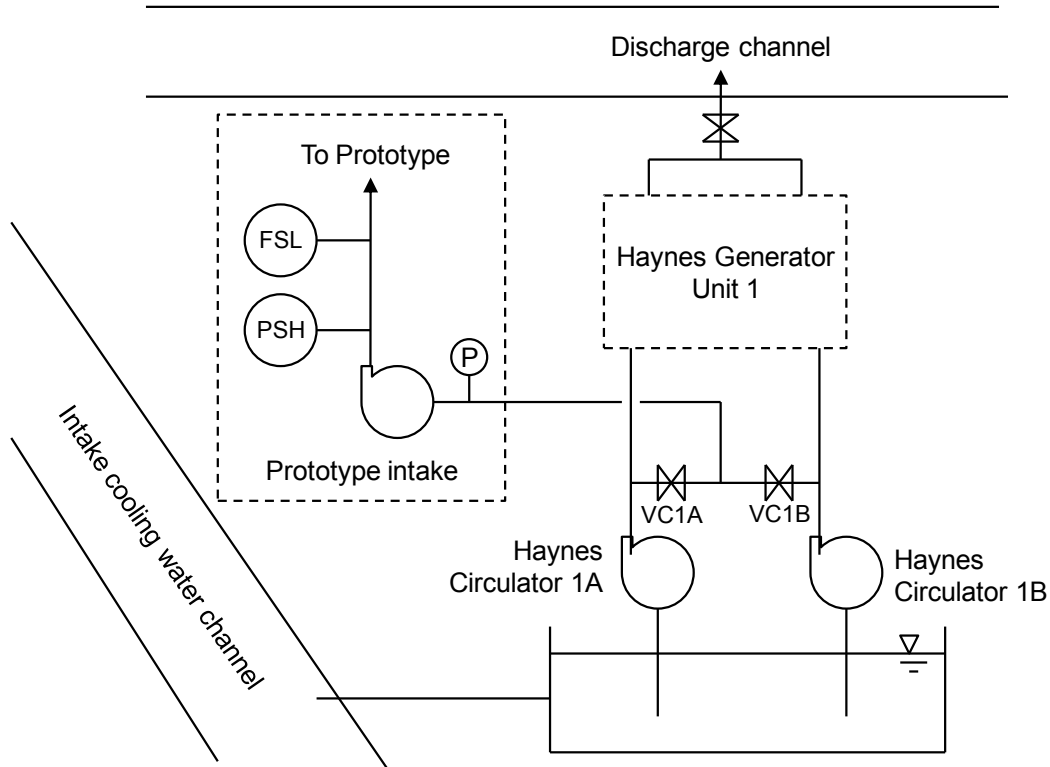 Discharge channel
To Prototype
FSL
Haynes Generator
Unit 1
PSH
P
Prototype intake
Intake cooling water channel
VC1A
VC1B
Haynes
Circulator 1A
Haynes
Circulator 1B